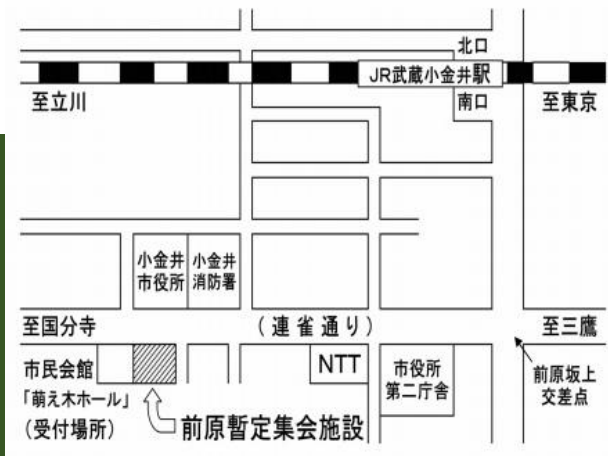 北口
JR武蔵小金井駅
至立川
南口
至東京
小金井
市役所
小金井
消防署
至国分寺
(連雀通り)
至三鷹
市民会館
「萌え木ホール」
(受付場所)
前原暫定集会施設
NTT
市役所
第二庁舎
前原坂上
交差点